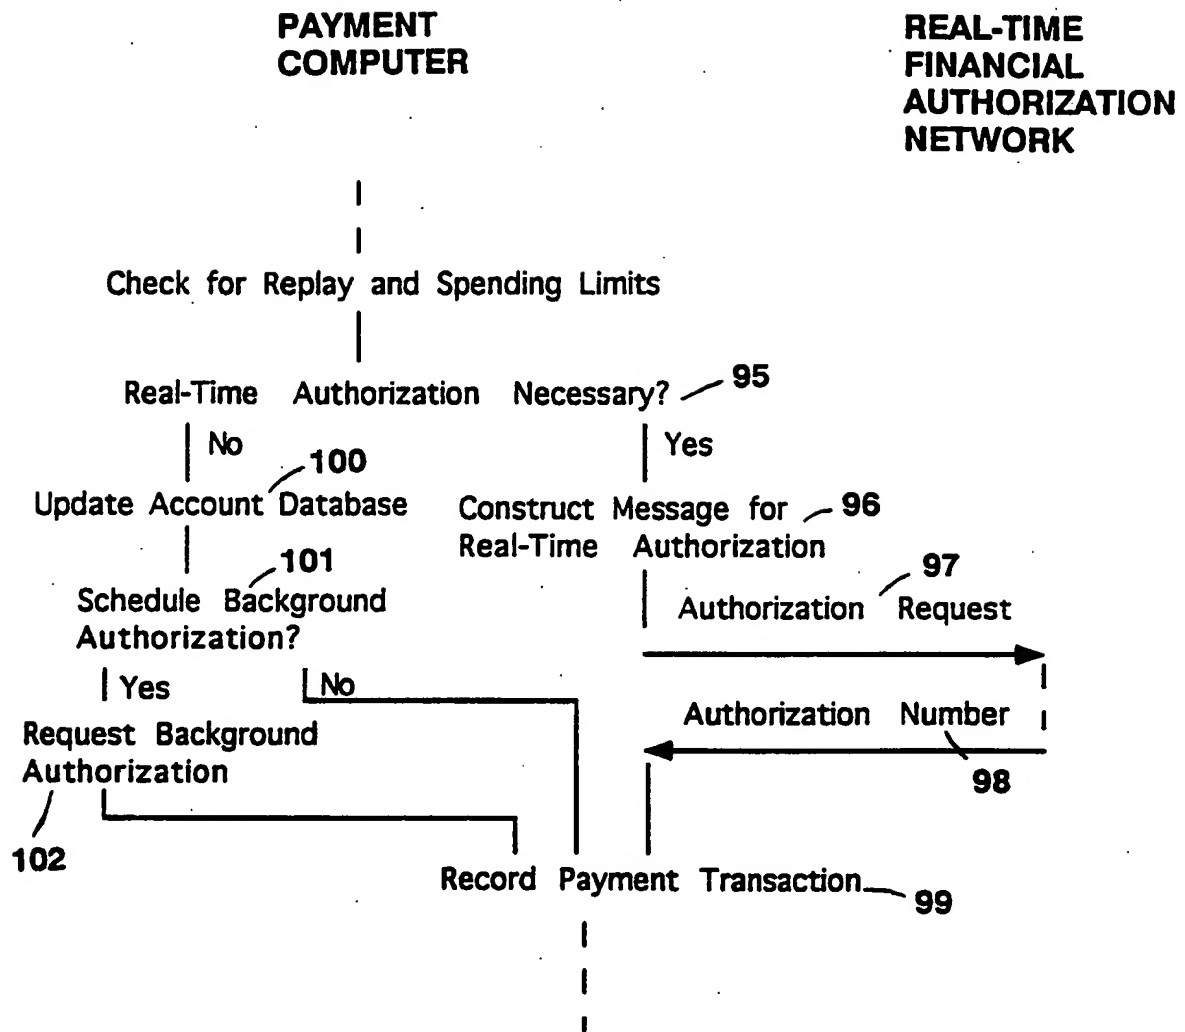 PAYMENT
COMPUTER
REAL-TIME
FINANCIAL
AUTHORIZATION
NETWORK
Check for Replay and Spending Limits
Real-Time Authorization Necessary?
95
No
Yes
100
Update Account Database
Construct Message for
Real-Time Authorization
96
101
Schedule Background
Authorization?
97
Authorization Request
Yes
No
Authorization Number
98
Request Background
Authorization
102
Record Payment Transaction
99